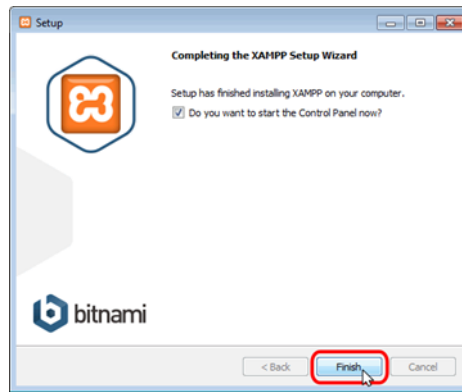 Setup
Completing the XAMPP Setup Wizard
Setup has finished installing XAMPP on your computer.
Do you want to start the Control Panel now?
bitnami
< Back
Finish
Cancel